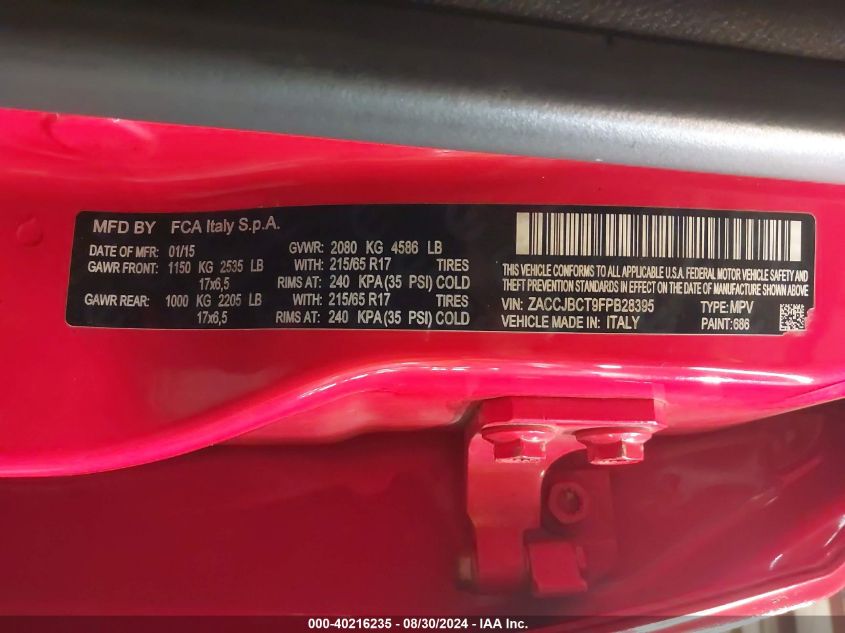 MFD BY FCA Italy S.p.A.
DATE OF MFR: 01/15 GVWR: 2080 KG 4586 LB
GAWR FRONT: 1150 KG 2535 LB WITH: 215/65 R17 TIRES
17x6,5 RIMS AT: 240 KPA(35 PSI) COLD
GAWR REAR: 1000 KG 2205 LB WITH: 215/65 R17 TIRES
17x6,5 RIMS AT: 240 KPA(35 PSI) COLD
THIS VEHICLE CONFORMS TO ALL APPLICABLE U.S.A. FEDERAL MOTOR VEHICLE SAFETY AND
THEFT PREVENTION STANDARDS IN EFFECT ON THE DATE OF MANUFACTURE SHOWN ABOVE.
VIN: ZACCJBCT9FPB28395 TYPE: MPV
VEHICLE MADE IN: ITALY PAINT: 686
000-40216235 - 08/30/2024 - IAA Inc.